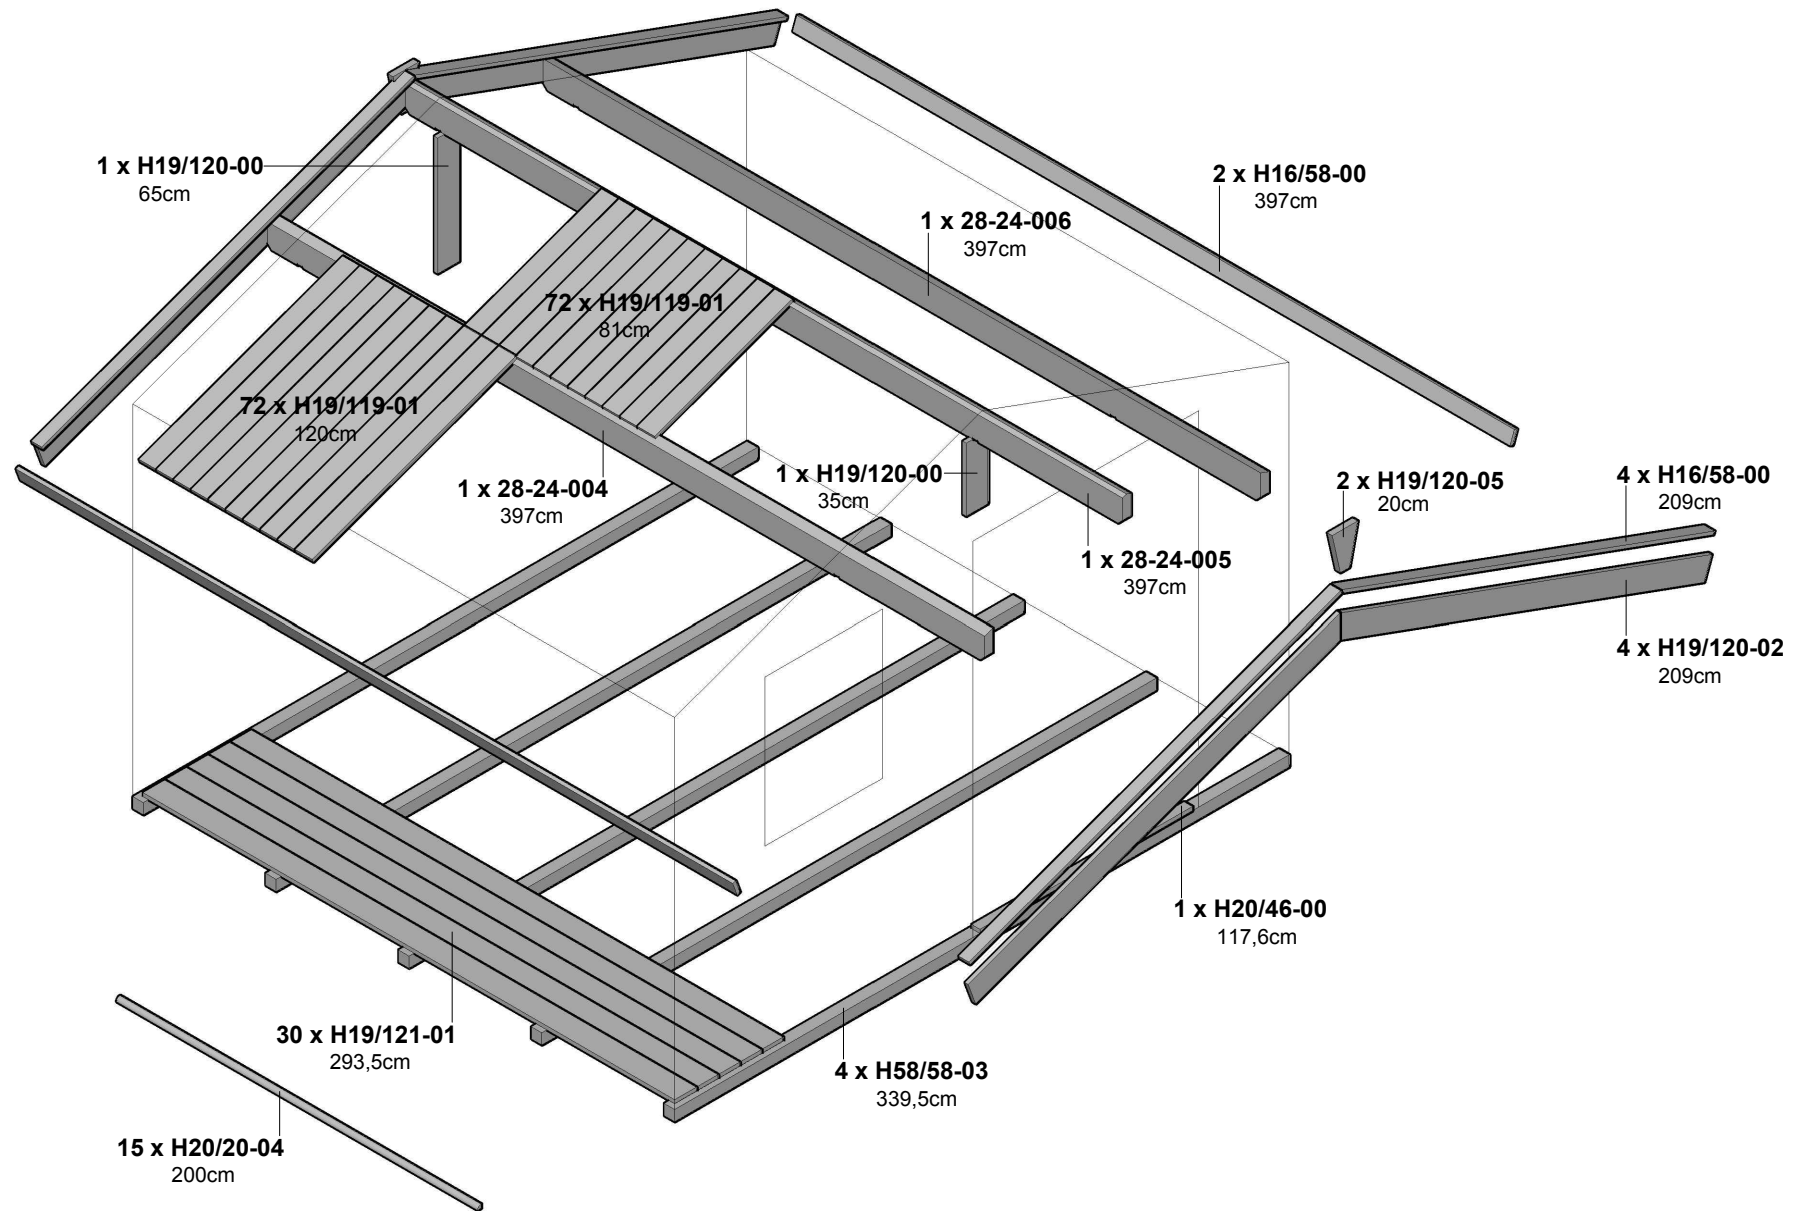 1 x H19/120-00
65cm
2 x H16/58-00
397cm
1 x 28-24-006
397cm
72 x H19/119-01
81cm
72 x H19/119-01
120cm
1 x 28-24-004
397cm
1 x H19/120-00
35cm
2 x H19/120-05
20cm
4 x H16/58-00
209cm
1 x 28-24-005
397cm
4 x H19/120-02
209cm
1 x H20/46-00
117,6cm
30 x H19/121-01
293,5cm
4 x H58/58-03
339,5cm
15 x H20/20-04
200cm